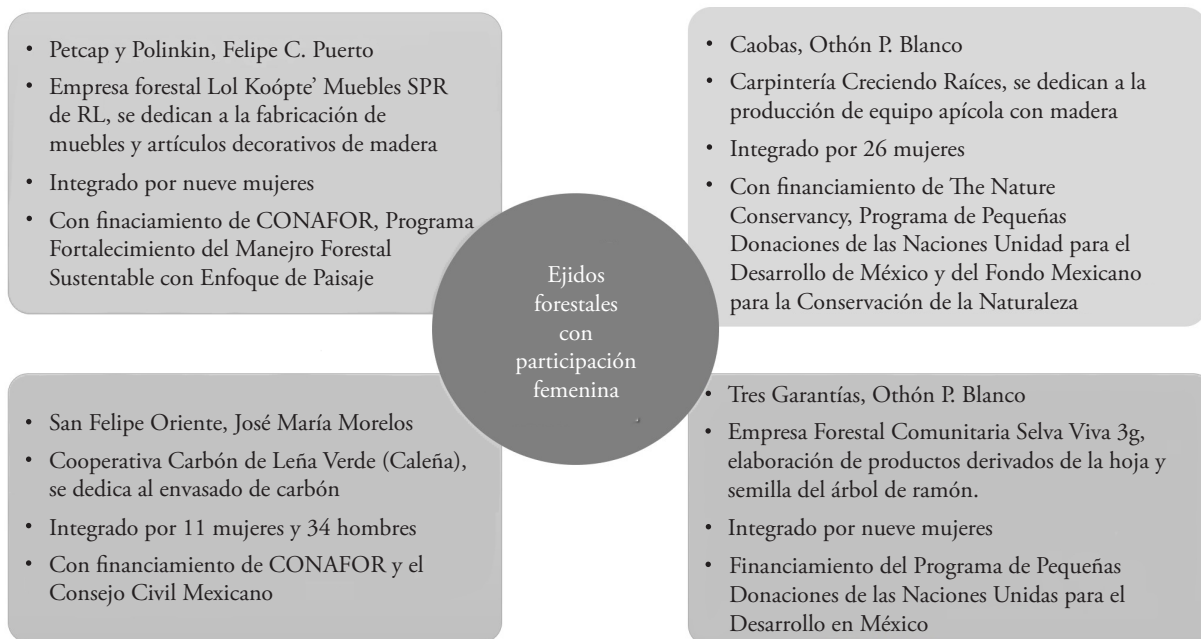 • Petcap y Polinkin, Felipe C. Puerto
• Empresa forestal Lol Koópte’ Muebles SPR
de RL, se dedican a la fabricación de
muebles y artículos decorativos de madera
• Integrado por nueve mujeres
• Con finaciamiento de CONAFOR, Programa
Fortalecimiento del Manejro Forestal
Sustentable con Enfoque de Paisaje
• Caobas, Othón P. Blanco
• Carpintería Creciendo Raíces, se dedican a la
producción de equipo apícola con madera
• Integrado por 26 mujeres
• Con financiamiento de The Nature
Conservancy, Programa de Pequeñas
Donaciones de las Naciones Unidad para el
Desarrollo de México y del Fondo Mexicano
para la Conservación de la Naturaleza
Ejidos
forestales
con
participación
femenina
• San Felipe Oriente, José María Morelos
• Cooperativa Carbón de Leña Verde (Caleña),
se dedica al envasado de carbón
• Integrado por 11 mujeres y 34 hombres
• Con financiamiento de CONAFOR y el
Consejo Civil Mexicano
• Tres Garantías, Othón P. Blanco
• Empresa Forestal Comunitaria Selva Viva 3g,
elaboración de productos derivados de la hoja y
semilla del árbol de ramón.
• Integrado por nueve mujeres
• Financiamiento del Programa de Pequeñas
Donaciones de las Naciones Unidas para el
Desarrollo en México